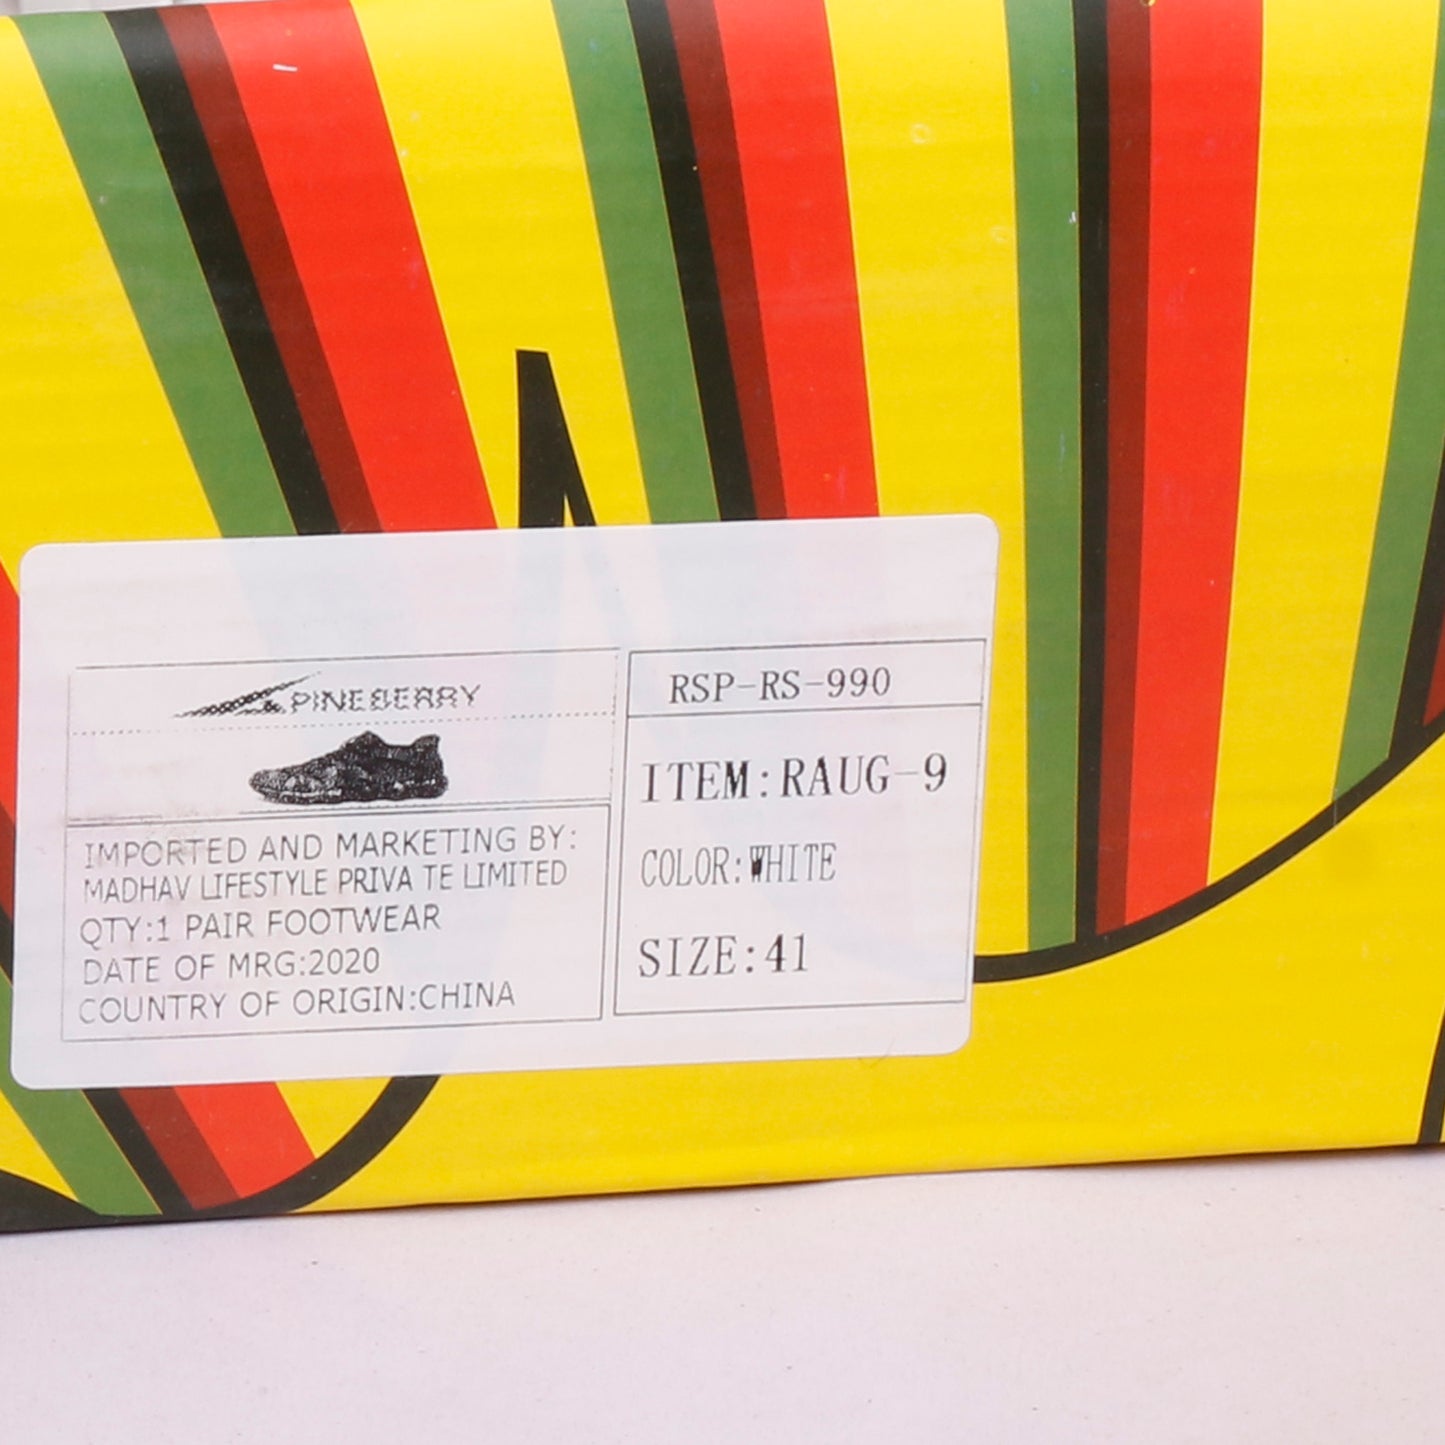 PINEBERRY
IMPORTED AND MARKETING BY:
MADHAV LIFESTYLE PRIVA TE LIMITED
QTY:1 PAIR FOOTWEAR
DATE OF MRG:2020
COUNTRY OF ORIGIN:CHINA
RSP-RS-990
ITEM:RAUG-9
COLOR:WHITE
SIZE:41